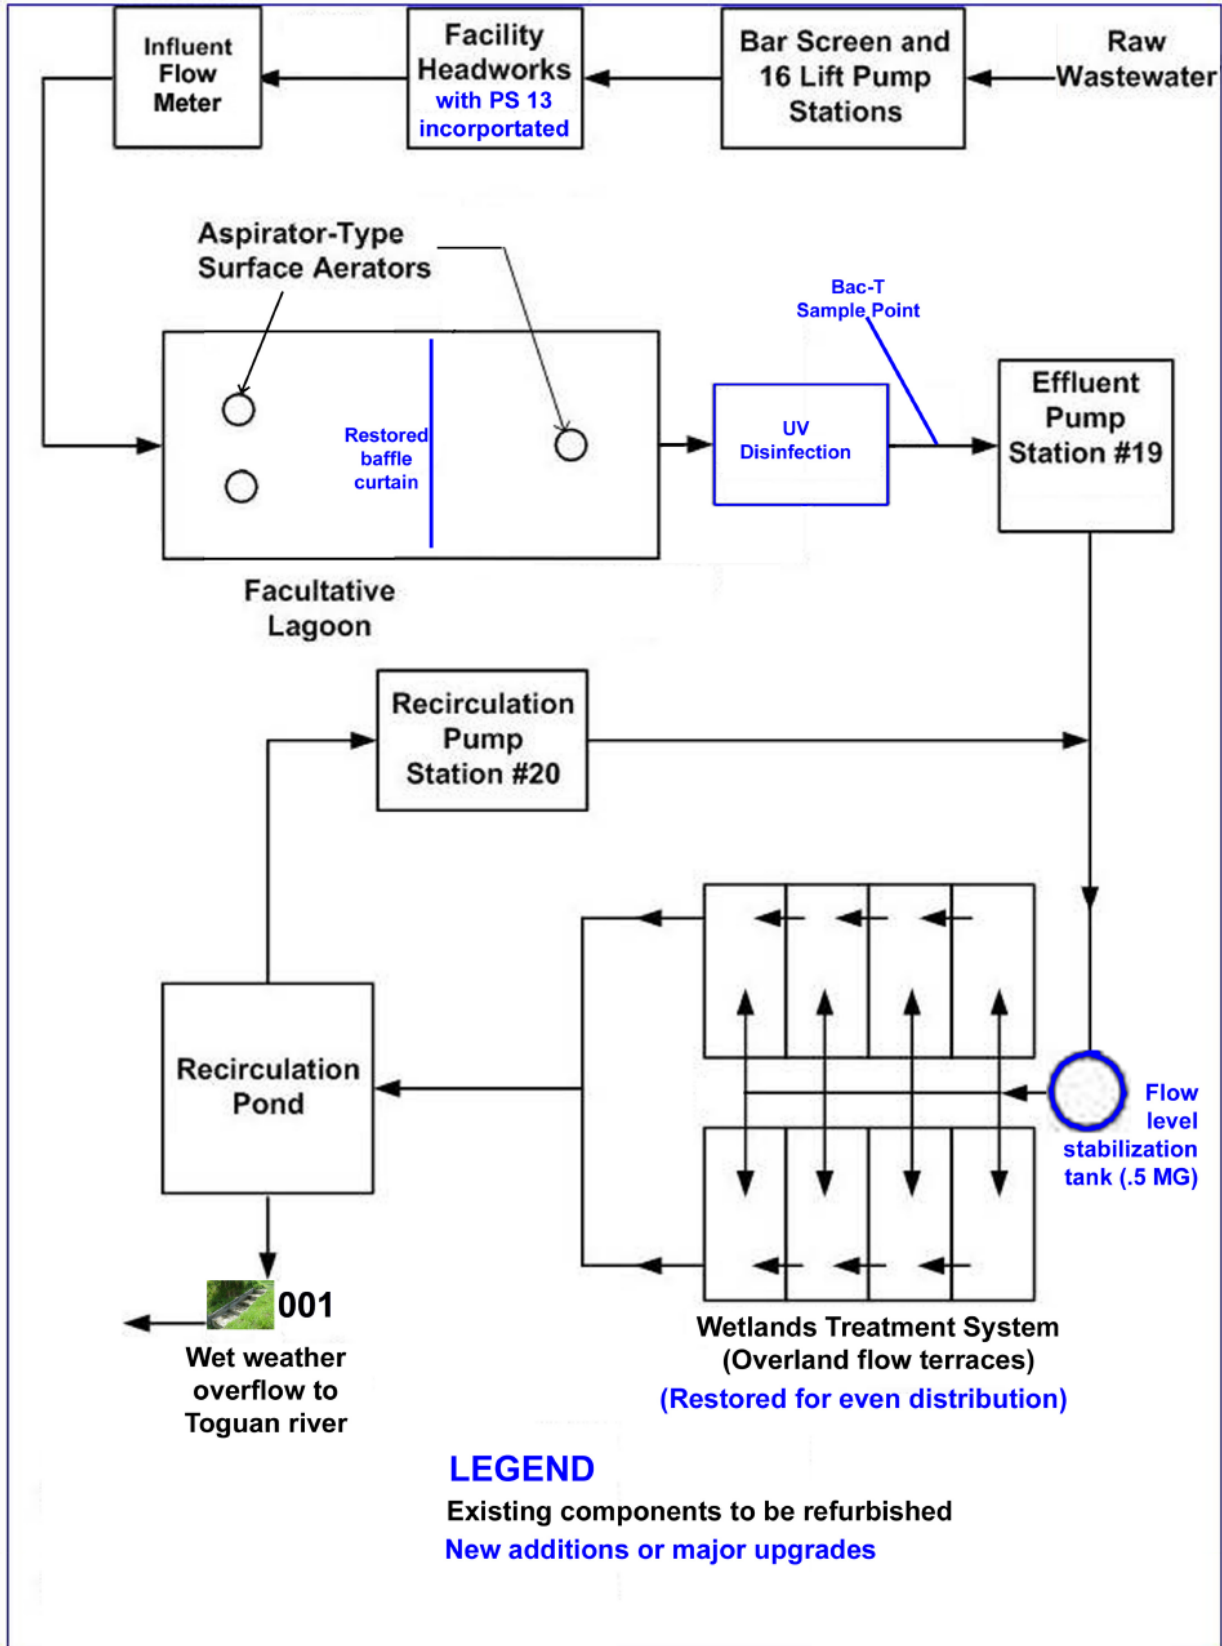 Influent
Flow
Meter
Facility
Headworks
with PS 13
incorportated
Bar Screen and
16 Lift Pump
Stations
Raw
Wastewater
Aspirator-Type
Surface Aerators
Bac-T
Sample Point
Restored
baffle
curtain
UV
Disinfection
Effluent
Pump
Station #19
Facultative
Lagoon
Recirculation
Pump
Station #20
Recirculation
Pond
Flow
level
stabilization
tank (.5 MG)
001
Wet weather
overflow to
Toguan river
Wetlands Treatment System
(Overland flow terraces)
(Restored for even distribution)
LEGEND
Existing components to be refurbished
New additions or major upgrades